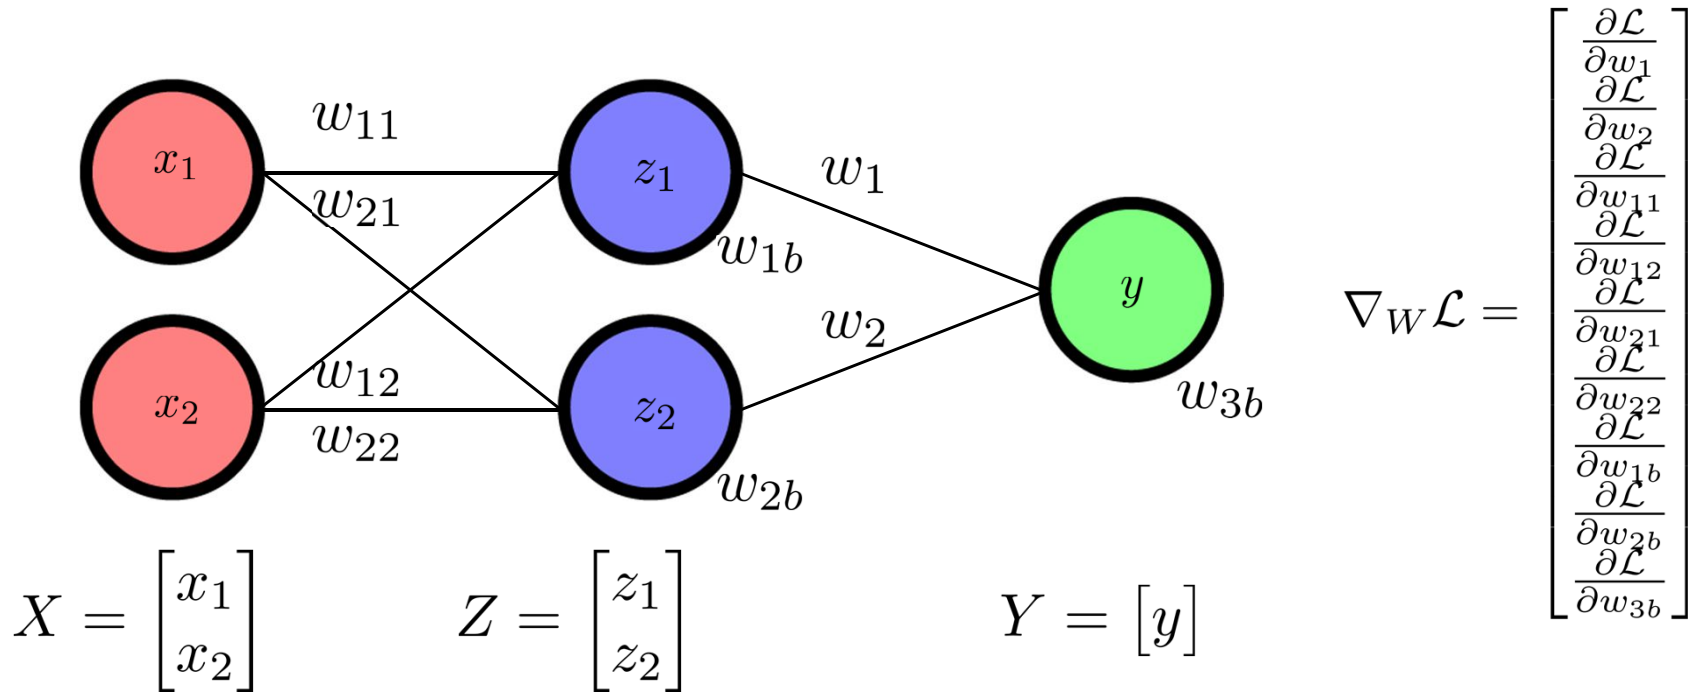 x₁
w₁₁
w₂₁
z₁
w₁b
w₁
x₂
w₁₂
w₂₂
z₂
w₂b
w₂
y
w₃b
X = [x₁ x₂]
Z = [z₁ z₂]
Y = [y]
∇_W ℒ =
∂ℒ/∂w₁
∂ℒ/∂w₂
∂ℒ/∂w₁₁
∂ℒ/∂w₁₂
∂ℒ/∂w₂₁
∂ℒ/∂w₂₂
∂ℒ/∂w₁b
∂ℒ/∂w₂b
∂ℒ/∂w₃b